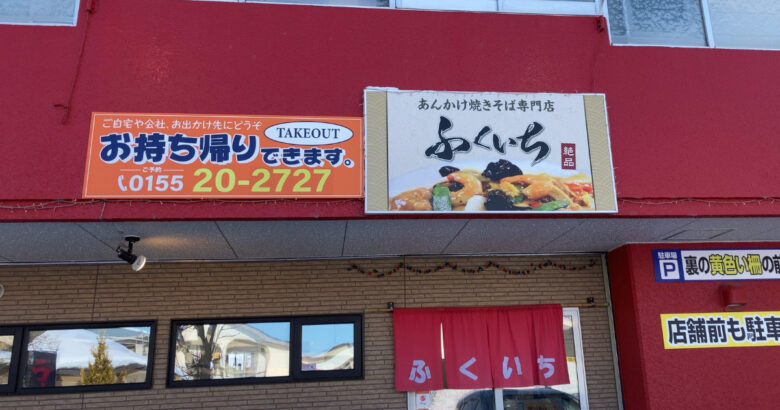 ご自宅や会社、お出かけ先にどうぞ
TAKEOUT
お持ち帰りできます。
ご予約
0155 20-2727
あんかけ焼きそば専門店
ふくいち
絶品
駐車場
P
裏の黄色い柵の前
店舗前も駐車
ふくいち